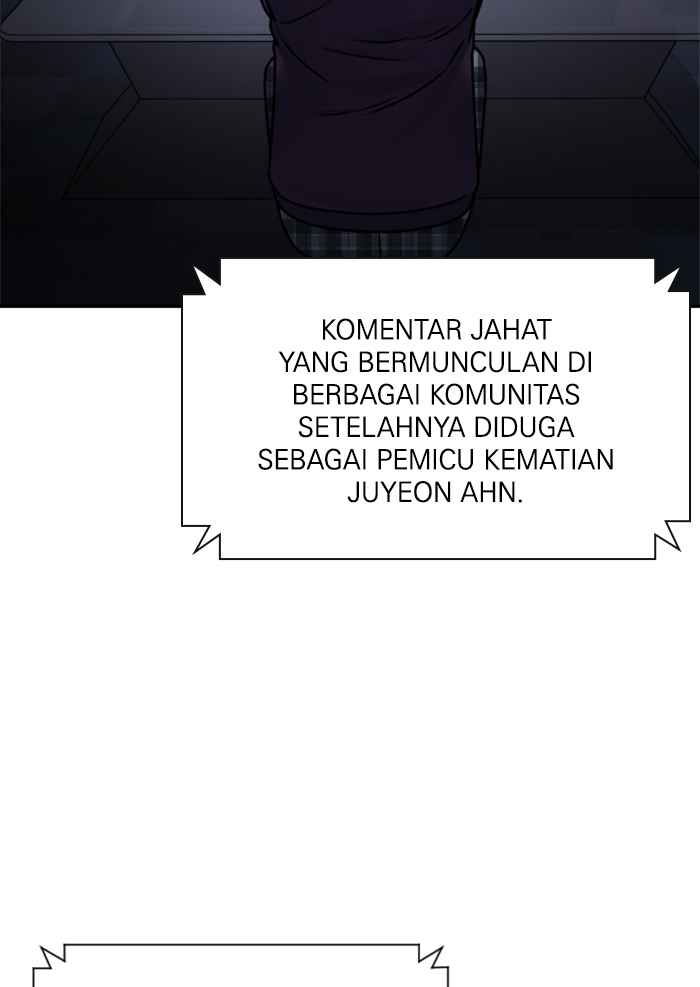 KOMENTAR JAHAT
YANG BERMUNCULAN DI
BERBAGAI KOMUNITAS
SETELAHNYA DIDUGA
SEBAGAI PEMICU KEMATIAN
JUYEON AHN.